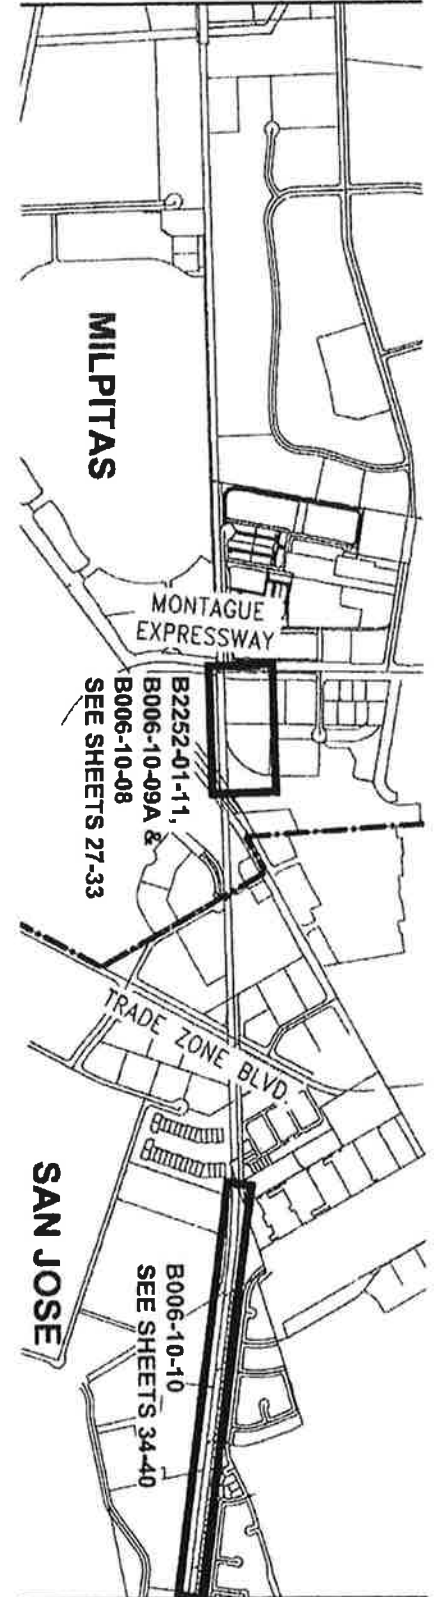 MILPITAS
MONTAGUE
EXPRESSWAY
B2252-01-11,
B006-10-09A &
B006-10-08
SEE SHEETS 27-33
TRADE ZONE BLVD.
SAN JOSE
B006-10-10
SEE SHEETS 34-40